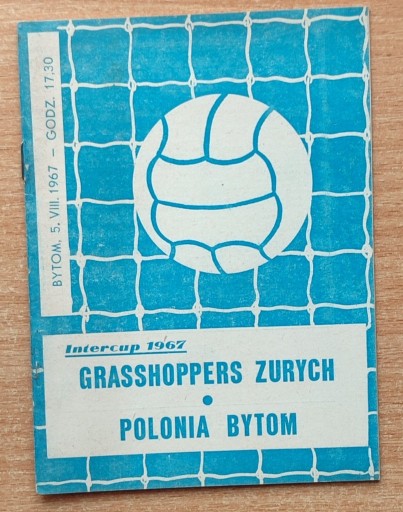 BYTOM, 5. VIII. 1967 — GODZ. 17.30
Intercup 1967
GRASSHOPPERS ZURYCH
•
POLONIA BYTOM